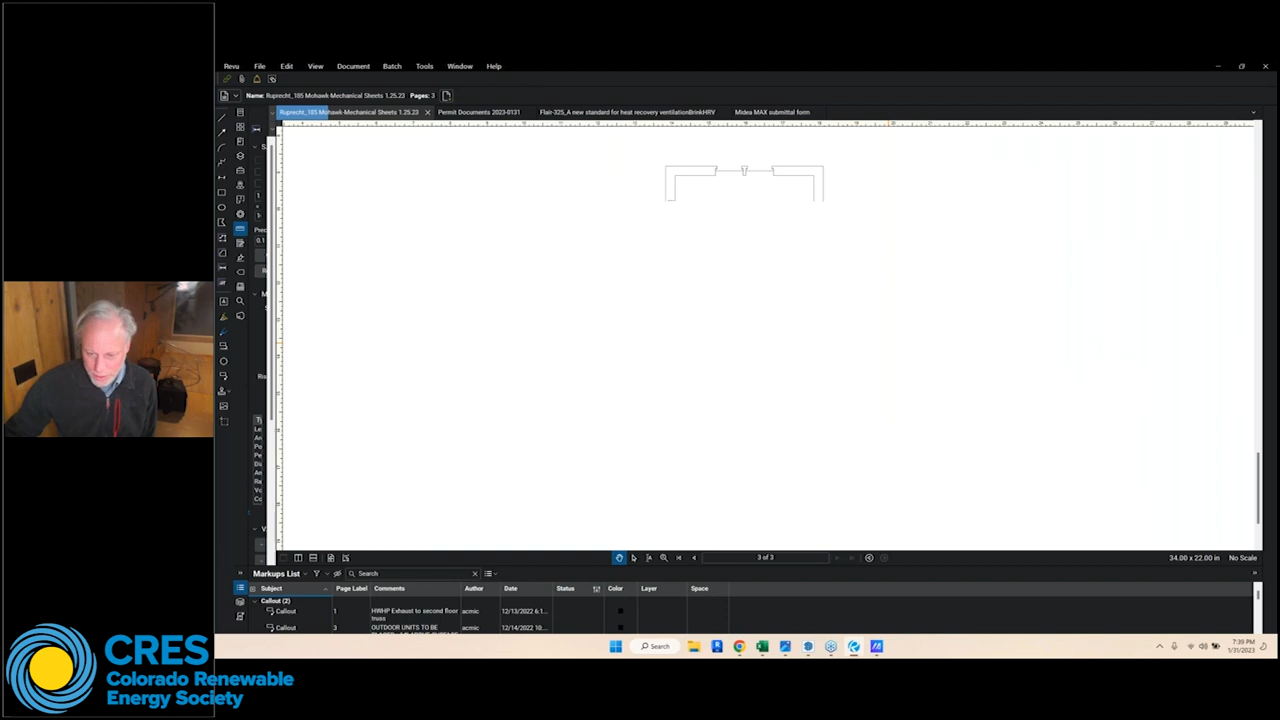 Revu File Edit View Document Batch Tools Window Help
Name: Ruprecht_185 Mohawk-Mechanical Sheets 1.25.23 Pages: 3
Ruprecht_185 Mohawk-Mechanical Sheets 1.25.23 Permit Documents 2023-0131 Flair-325_A new standard for heat recovery ventilationBrinkHRV Midea MAX submittal form
3 of 3 34.00 x 22.00 in No Scale
Markups List Search
Subject Page Label Comments Author Date Status Color Layer Space
Callout (2)
Callout 1 HWHP Exhaust to second floor truss acmic 12/13/2022 6:1...
Callout 3 OUTDOOR UNITS TO BE acmic 12/14/2022 10...
Search
7:39 PM
1/31/2023
CRES
Colorado Renewable
Energy Society